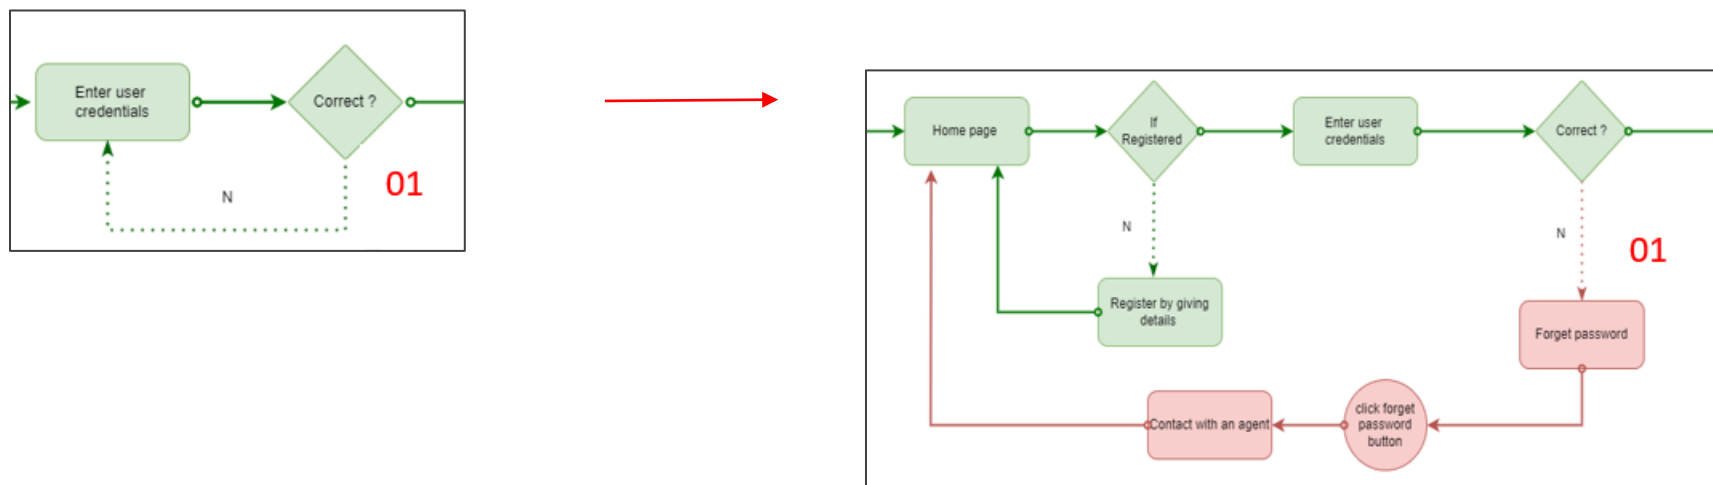 Enter user
credentials
Correct ?
N
01
Home page
If
Registered
Enter user
credentials
Correct ?
N
N
01
Register by giving
details
Forget password
Contact with an agent
click forget
password
button